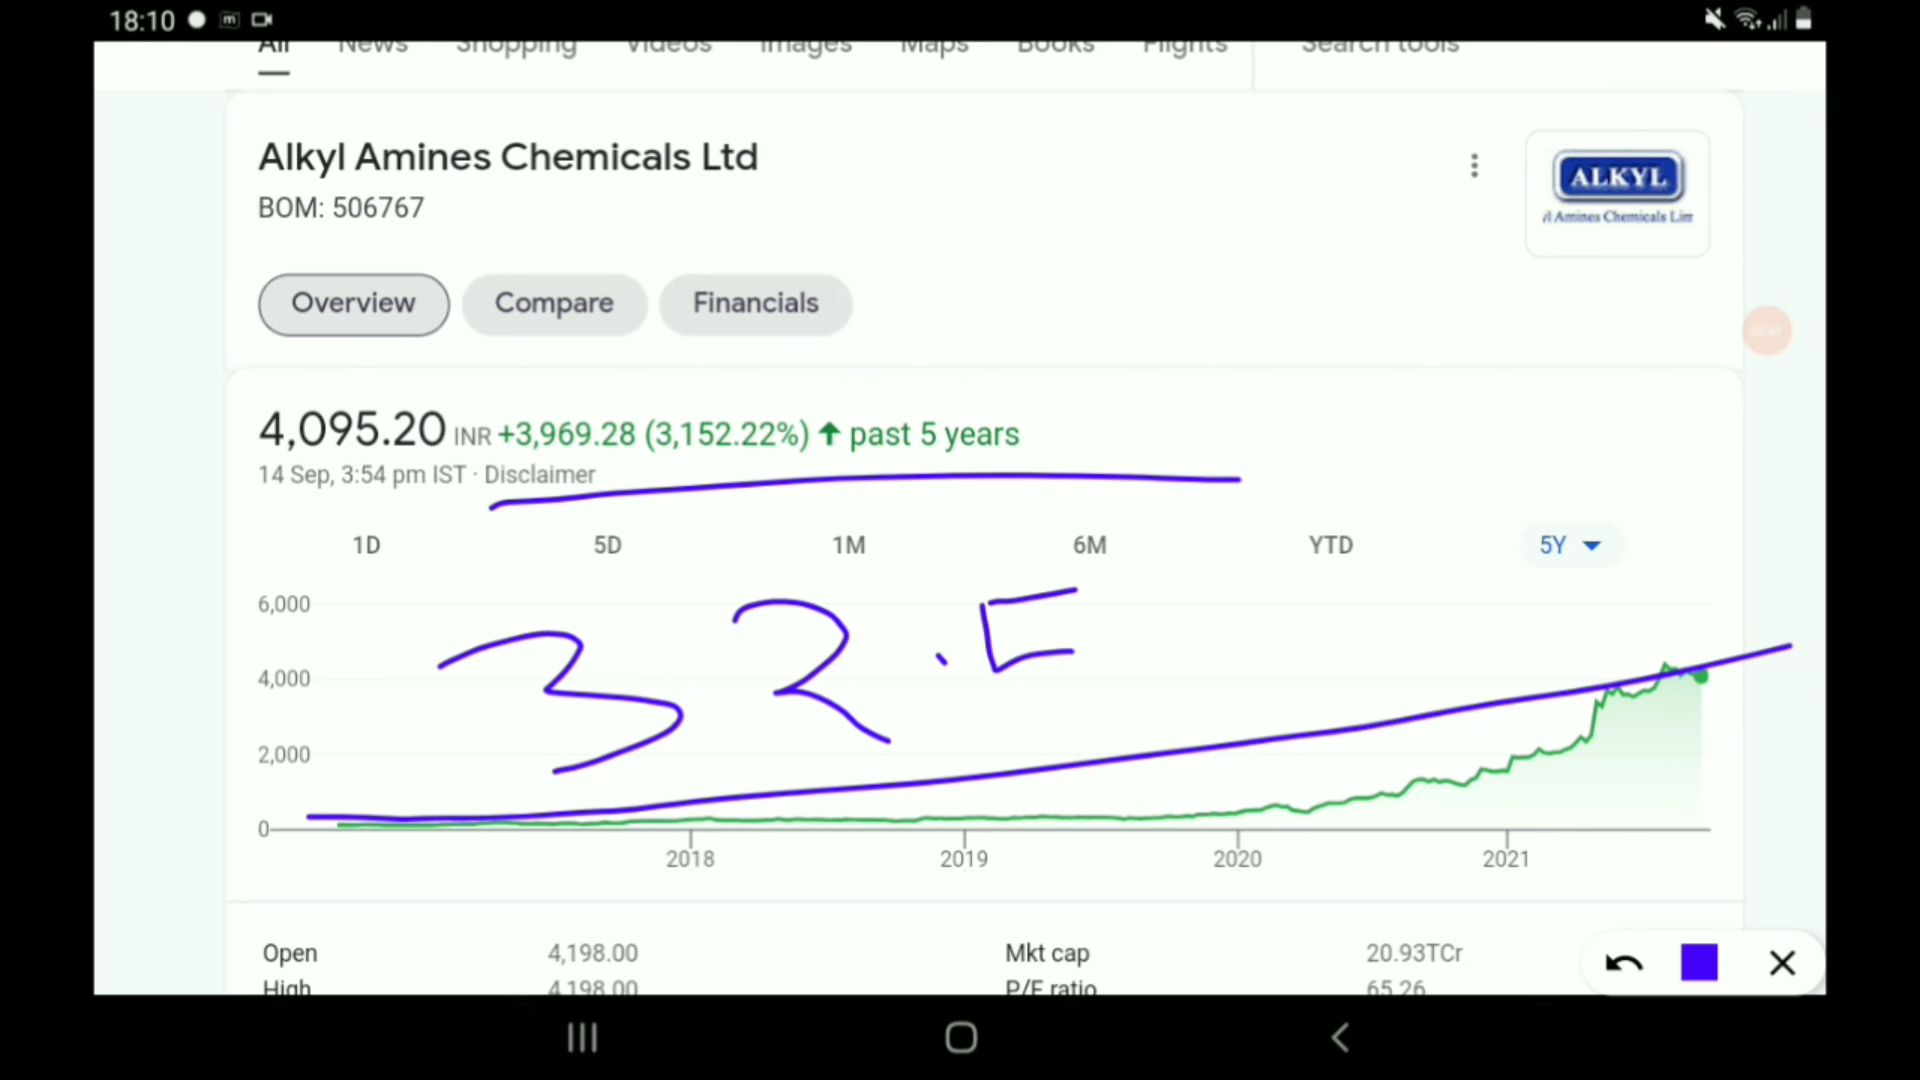 18:10
All News Shopping Videos Images Maps Books Flights Search tools
Alkyl Amines Chemicals Ltd
BOM: 506767
ALKYL
l Amines Chemicals Lim
Overview Compare Financials
4,095.20 INR +3,969.28 (3,152.22%) ↑ past 5 years
14 Sep, 3:54 pm IST · Disclaimer
1D 5D 1M 6M YTD 5Y
6,000
4,000
2,000
0
32.
2018 2019 2020 2021
Open 4,198.00 Mkt cap 20.93TCr
High 4,198.00 P/E ratio 65.26